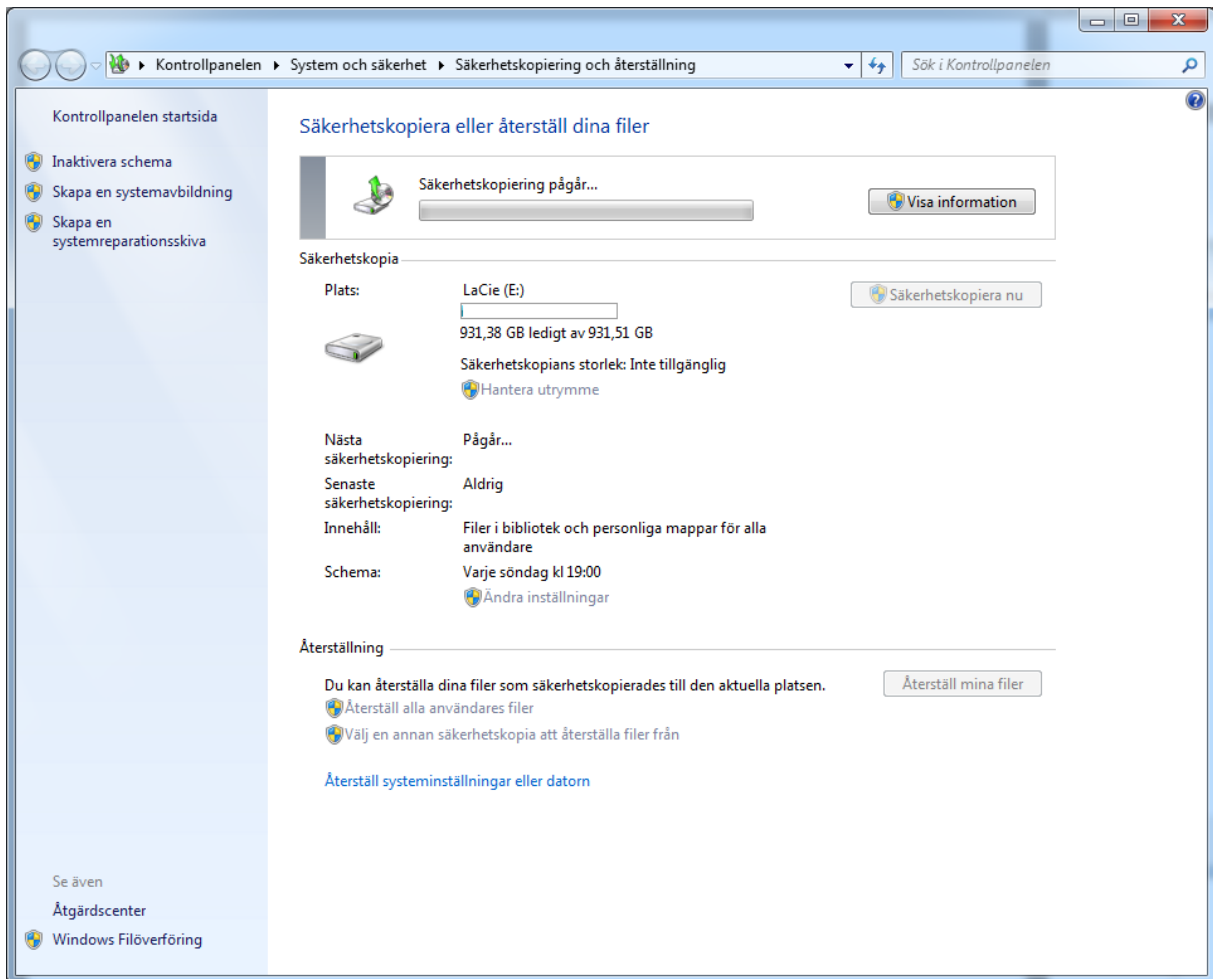 Kontrollpanelen ▸ System och säkerhet ▸ Säkerhetskopiering och återställning
Sök i Kontrollpanelen
Kontrollpanelen startsida
Inaktivera schema
Skapa en systemavbildning
Skapa en
systemreparationsskiva
Säkerhetskopiera eller återställ dina filer
Säkerhetskopiering pågår...
Visa information
Säkerhetskopia
Plats:
LaCie (E:)
Säkerhetskopiera nu
931,38 GB ledigt av 931,51 GB
Säkerhetskopians storlek: Inte tillgänglig
Hantera utrymme
Nästa
säkerhetskopiering:
Pågår...
Senaste
säkerhetskopiering:
Aldrig
Innehåll:
Filer i bibliotek och personliga mappar för alla
användare
Schema:
Varje söndag kl 19:00
Ändra inställningar
Återställning
Du kan återställa dina filer som säkerhetskopierades till den aktuella platsen.
Återställ mina filer
Återställ alla användares filer
Välj en annan säkerhetskopia att återställa filer från
Återställ systeminställningar eller datorn
Se även
Åtgärdscenter
Windows Filöverföring